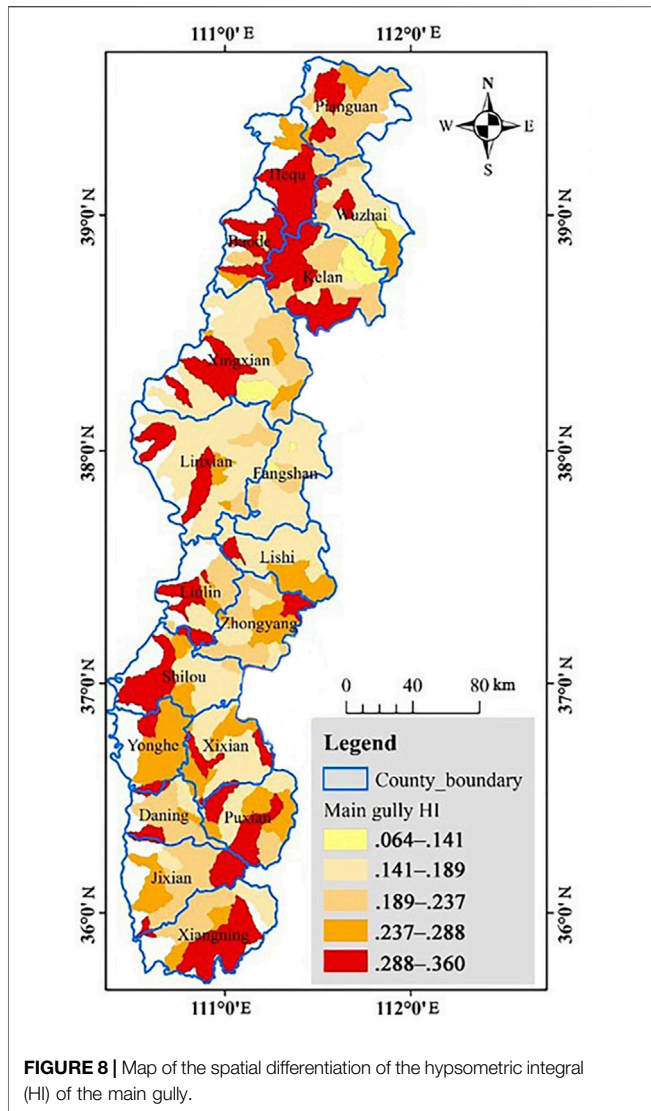 111°0'E 112°0'E
N
W E
S
Pianguan
Hequ
Wuzhai
39°0'N 39°0'N
Baode
Kelan
Xingxian
38°0'N 38°0'N
Linxian
Fangshan
Lishi
Liulin
Zhongyang
37°0'N 37°0'N
Shilou
0 40 80 km
Yonghe
Xixian
Legend
County_boundary
Main gully HI
.064–.141
.141–.189
.189–.237
.237–.288
.288–.360
Daning
Puxian
Jixian
36°0'N 36°0'N
Xiangning
111°0'E 112°0'E
FIGURE 8 | Map of the spatial differentiation of the hypsometric integral
(HI) of the main gully.